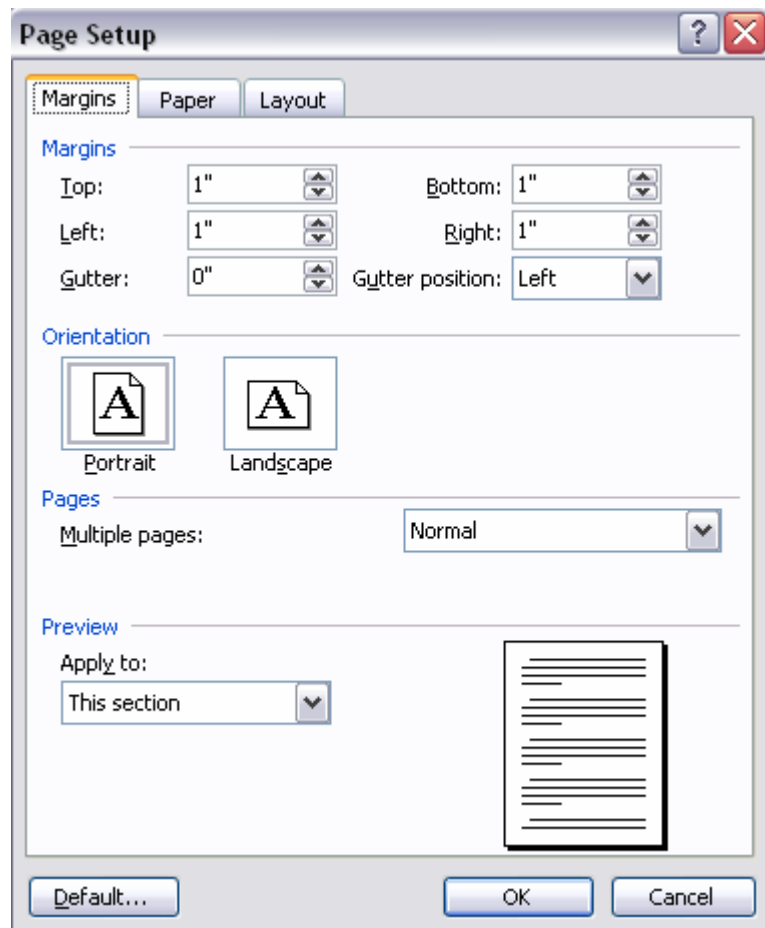 Page Setup
Margins Paper Layout
Margins
Top: 1" Bottom: 1"
Left: 1" Right: 1"
Gutter: 0" Gutter position: Left
Orientation
A A
Portrait Landscape
Pages
Multiple pages: Normal
Preview
Apply to:
This section
Default... OK Cancel